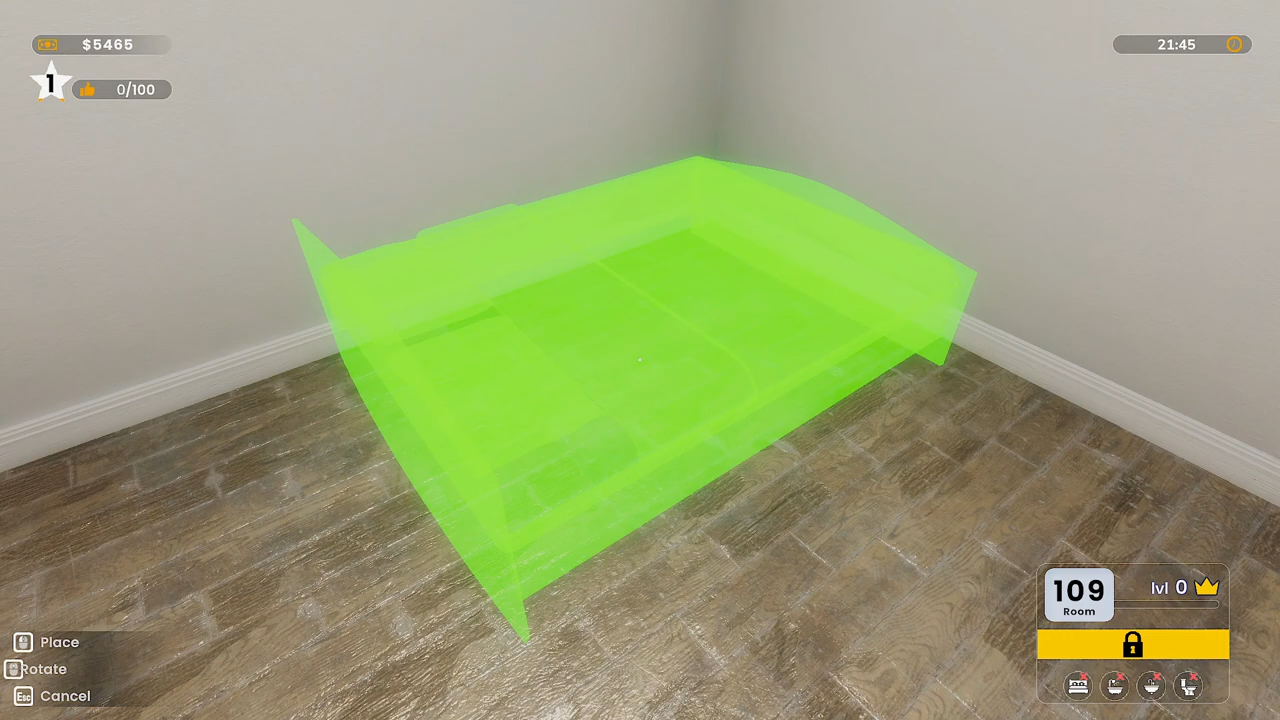 $5465
1
0/100
21:45
Place
Rotate
Esc Cancel
109
Room
lvl 0